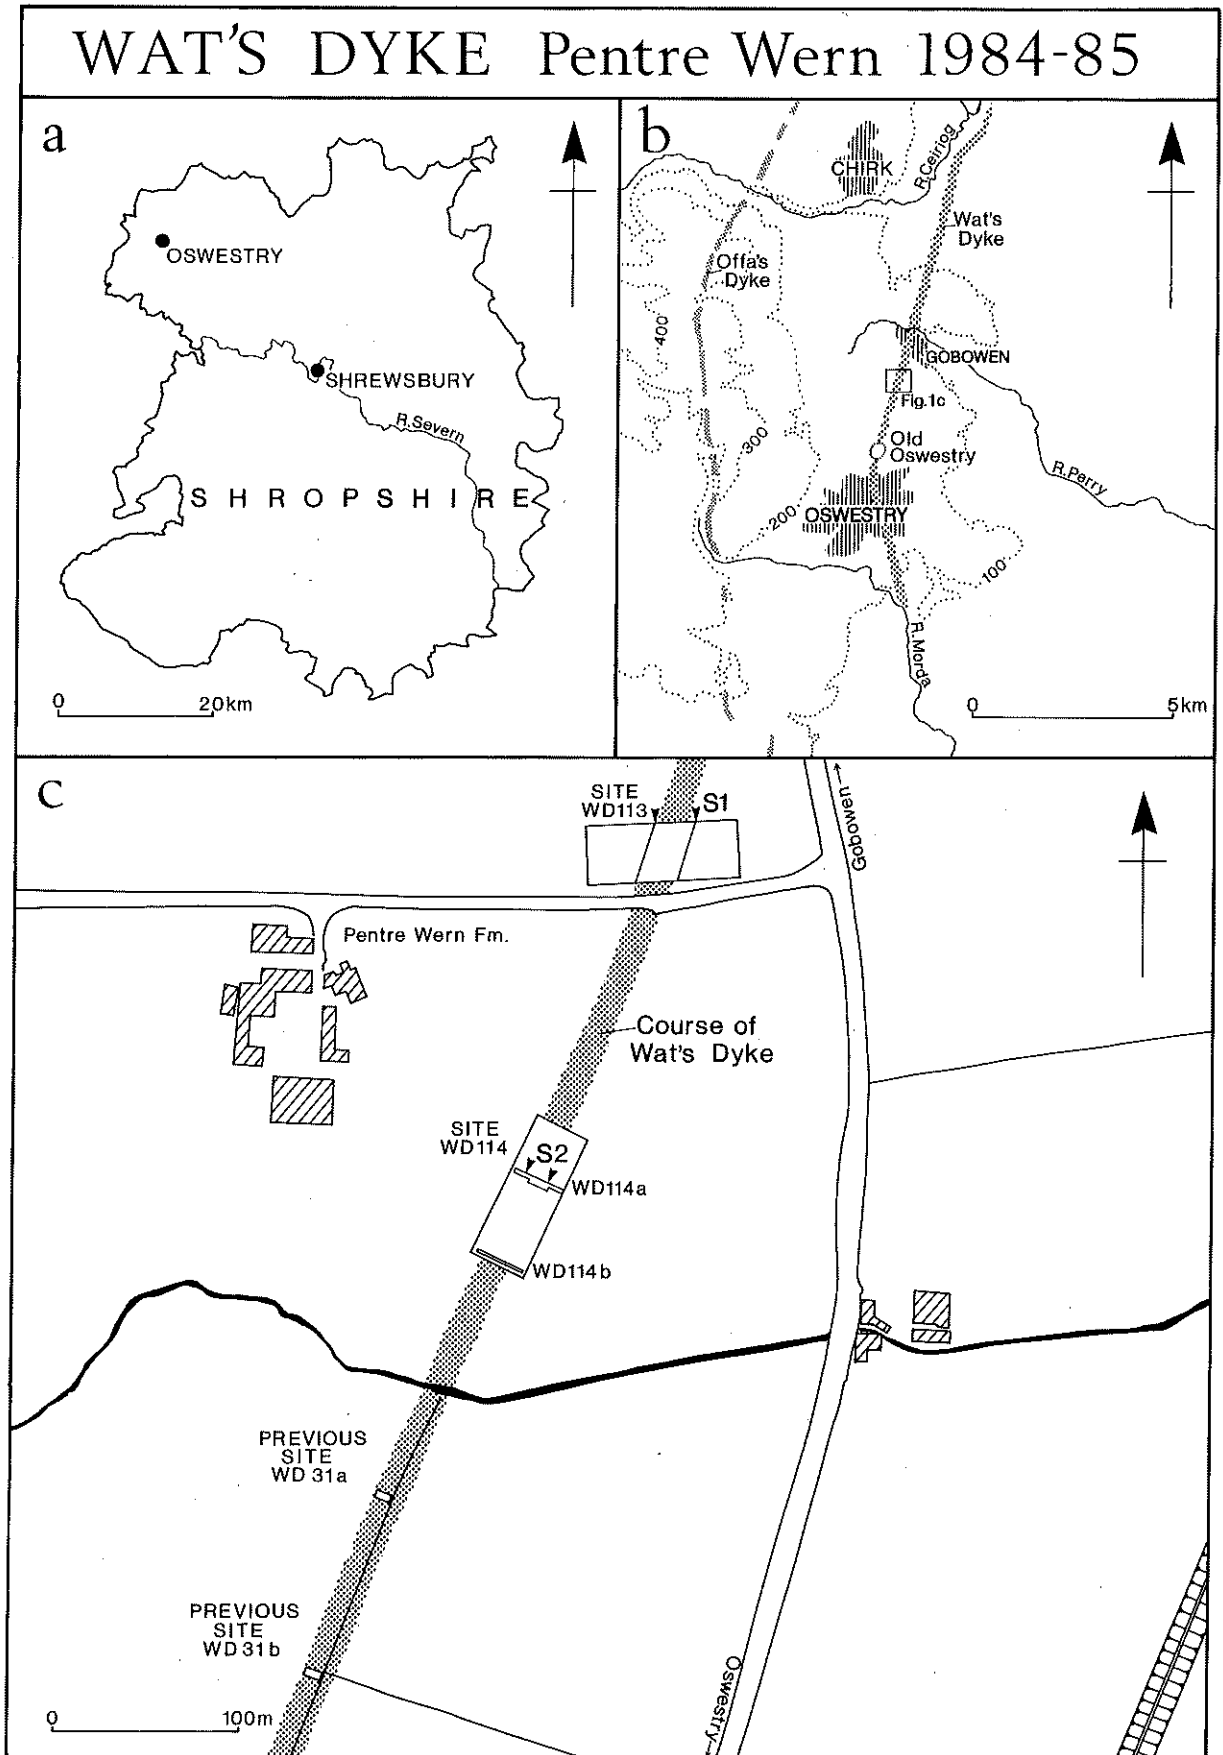 WAT'S DYKE Pentre Wern 1984-85
a
OSWESTRY
SHREWSBURY
R.Severn
SHROPSHIRE
0 20km
b
CHIRK
R.Ceiriog
Wat's
Dyke
Offa's
Dyke
400'
GOBOWEN
Fig.1c
300
Old
Oswestry
R.Perry
200'
OSWESTRY
100'
R.Morda
0 5km
c
SITE
WD113
S1
Gobowen→
Pentre Wern Fm.
Course of
Wat's Dyke
SITE
WD114
S2
WD114a
WD114b
PREVIOUS
SITE
WD 31a
PREVIOUS
SITE
WD 31b
Oswestry→
0 100m